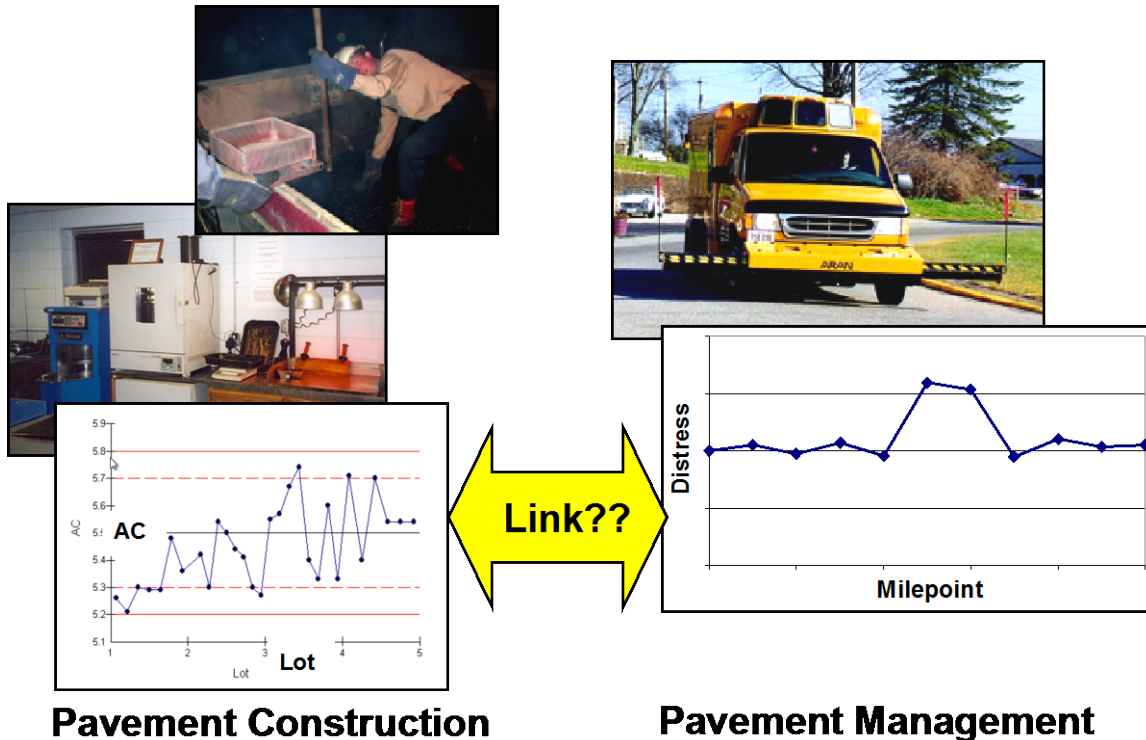 ARAN
5.9
5.8
5.7
5.5
5.4
5.3
5.2
5.1
AC
AC
1
2
3
4
5
Lot
Lot
Link??
Distress
Milepoint
Pavement Construction
Pavement Management